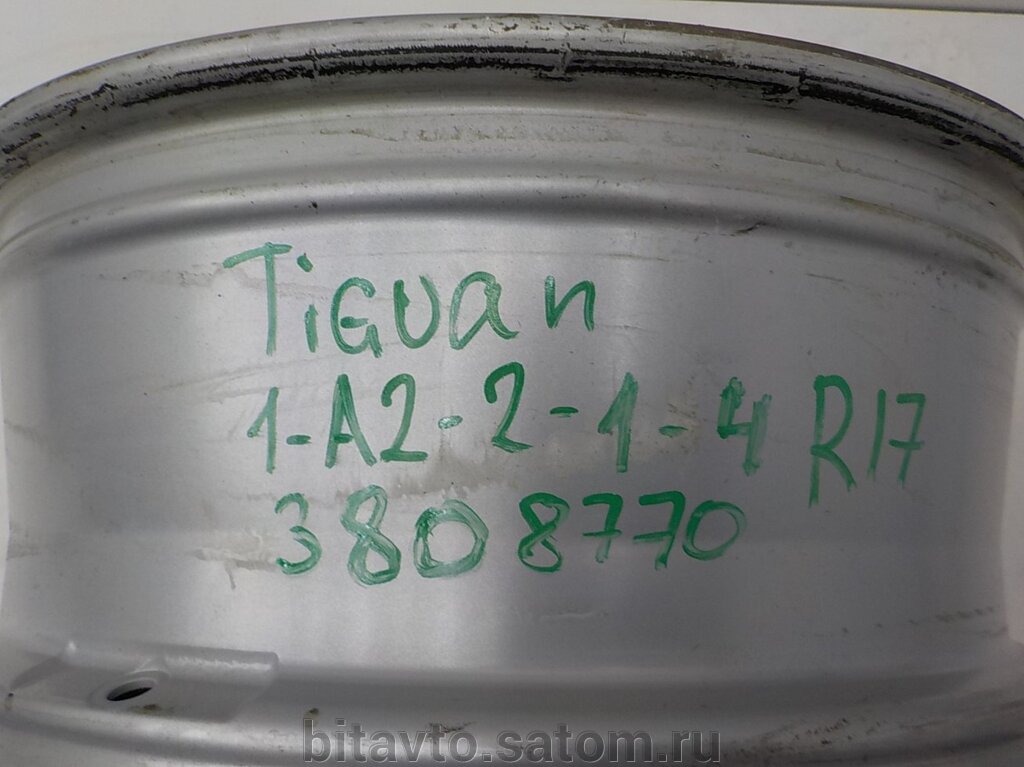 TiGuan
1-A2-2-1-4 R17
3808770
bitavto.satom.ru